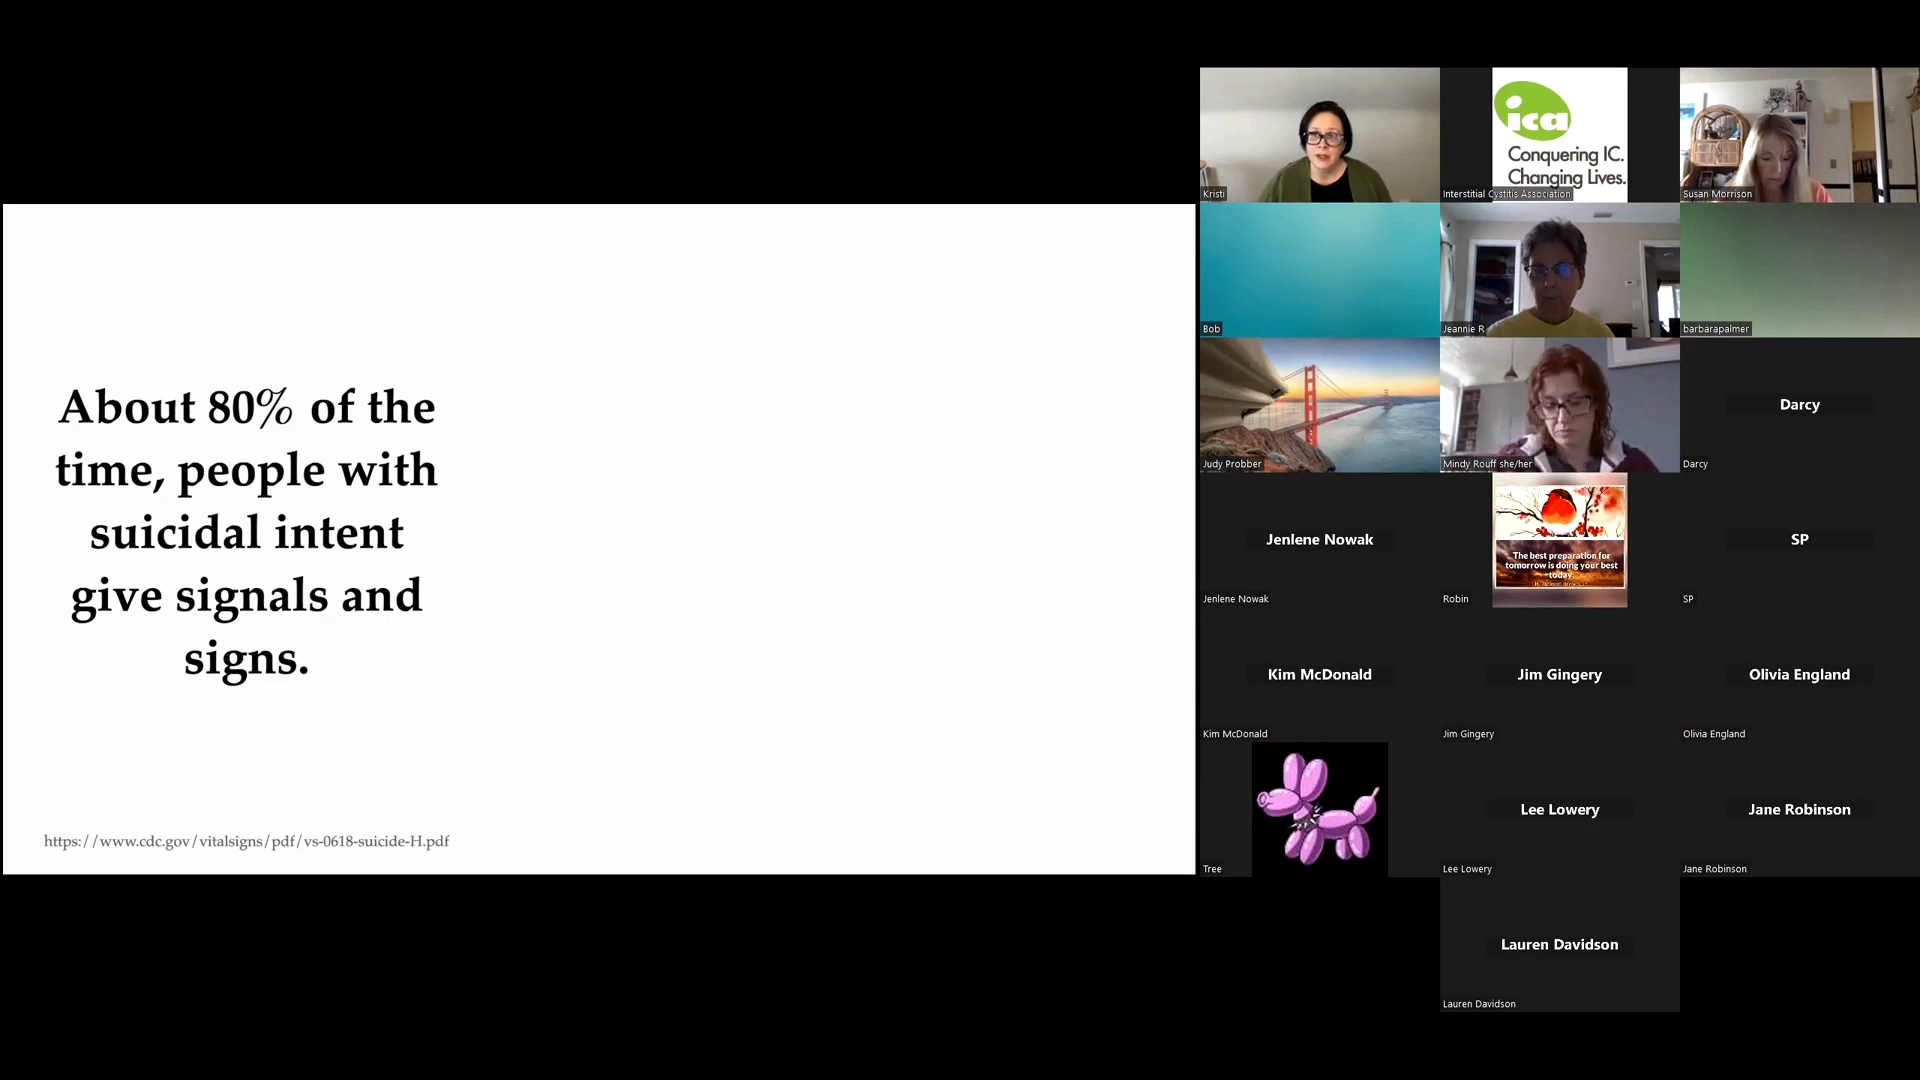 About 80% of the
time, people with
suicidal intent
give signals and
signs.
https://www.cdc.gov/vitalsigns/pdf/vs-0618-suicide-H.pdf
Kristi
ica
Conquering IC.
Changing Lives.
Interstitial Cystitis Association
Susan Morrison
Bob
Jeannie R
barbarapalmer
Judy Probber
Mindy Rouff she/her
Darcy
Darcy
Jenlene Nowak
Jenlene Nowak
The best preparation for
tomorrow is doing your best
today.
Robin
SP
SP
Kim McDonald
Kim McDonald
Jim Gingery
Jim Gingery
Olivia England
Olivia England
Tree
Lee Lowery
Lee Lowery
Jane Robinson
Jane Robinson
Lauren Davidson
Lauren Davidson